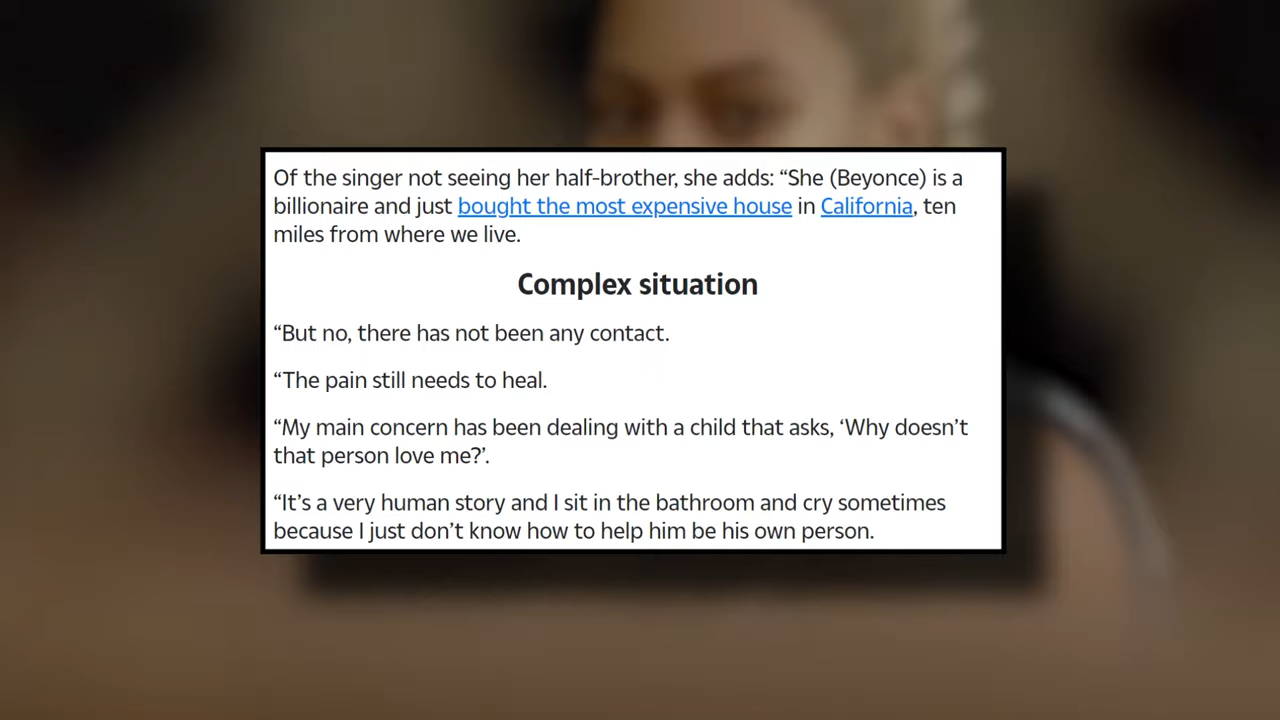 Of the singer not seeing her half-brother, she adds: “She (Beyonce) is a
billionaire and just bought the most expensive house in California, ten
miles from where we live.
Complex situation
“But no, there has not been any contact.
“The pain still needs to heal.
“My main concern has been dealing with a child that asks, ‘Why doesn’t
that person love me?’.
“It’s a very human story and I sit in the bathroom and cry sometimes
because I just don’t know how to help him be his own person.